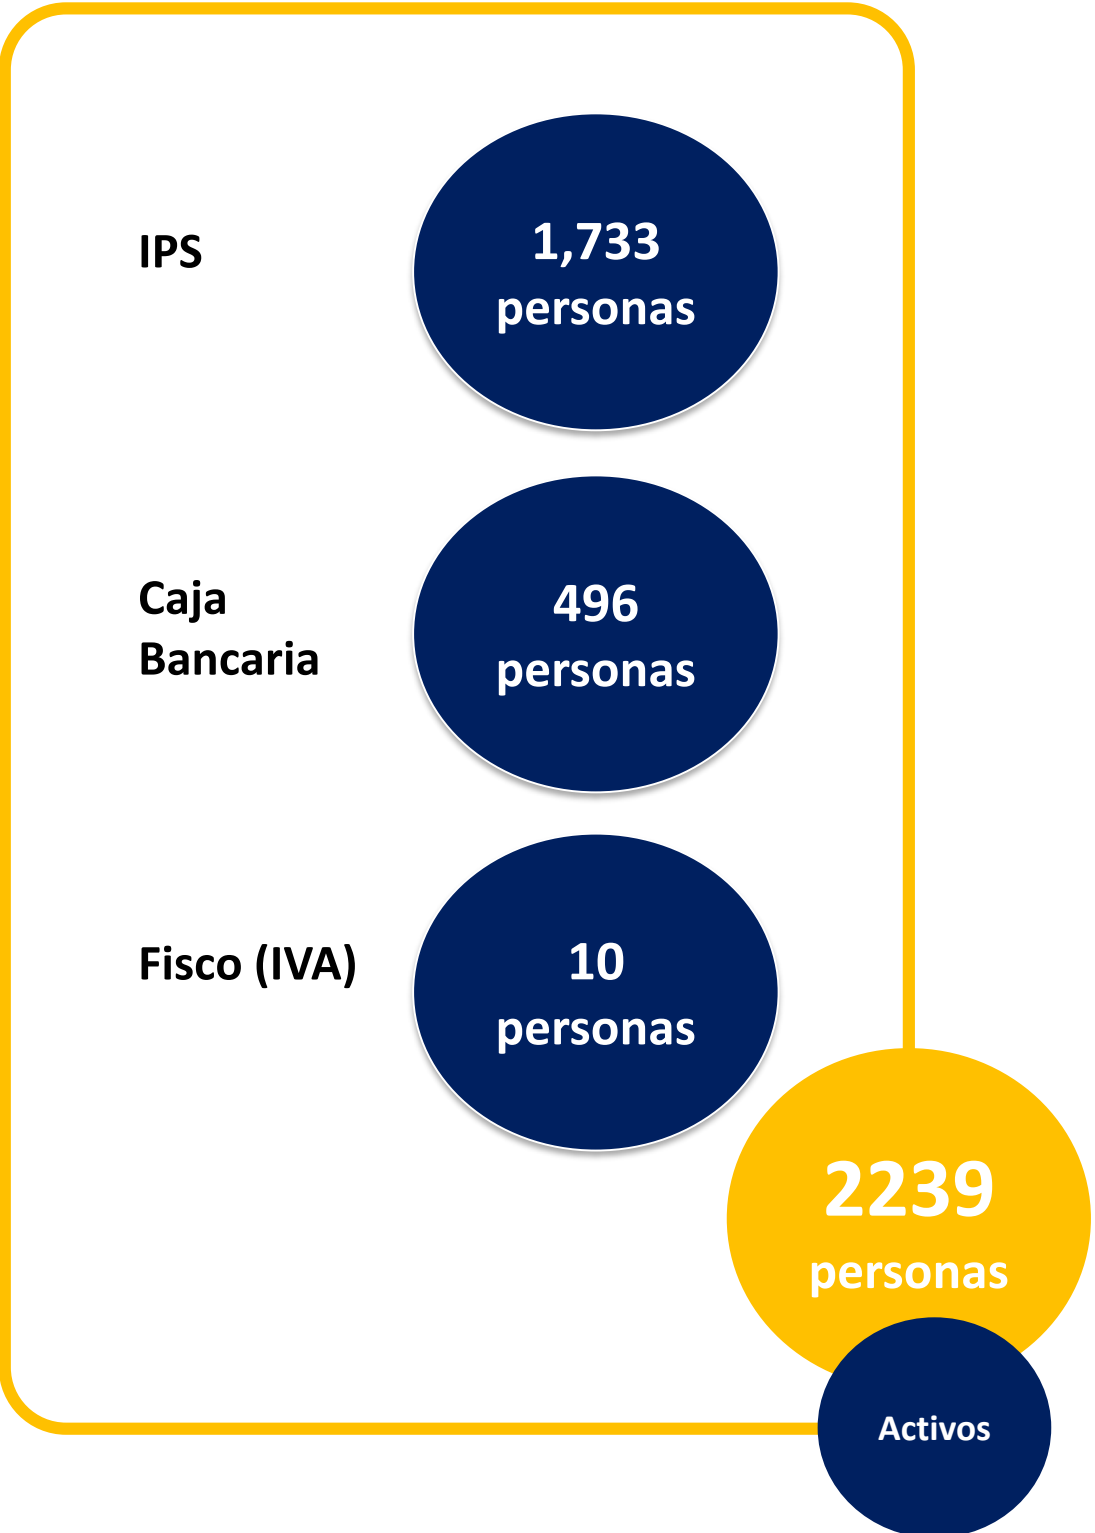 IPS
1,733
personas
Caja
Bancaria
496
personas
Fisco (IVA)
10
personas
2239
personas
Activos